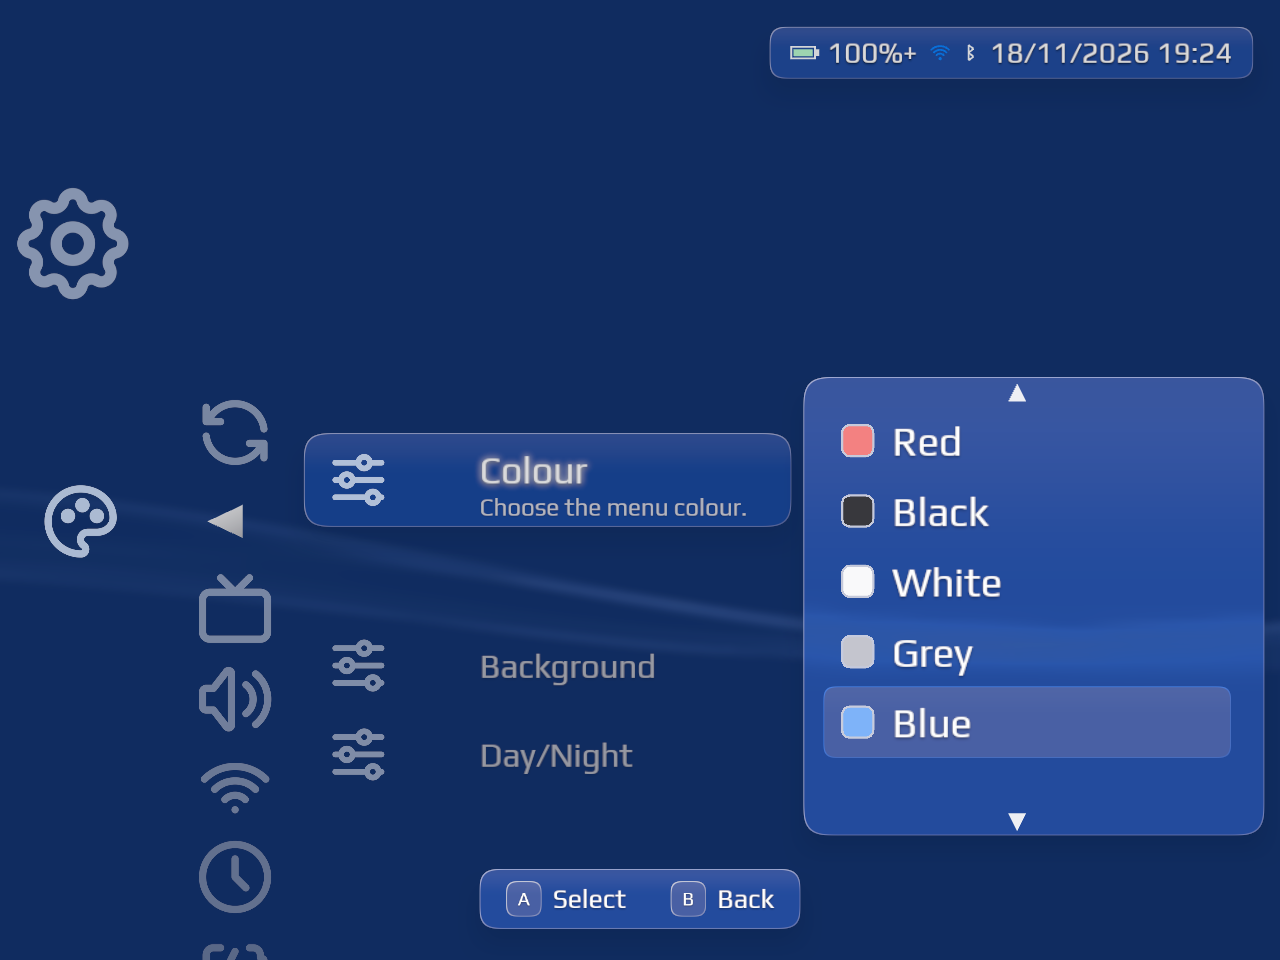 100%+ 18/11/2026 19:24
Colour
Choose the menu colour.
Background
Day/Night
Red
Black
White
Grey
Blue
A Select B Back